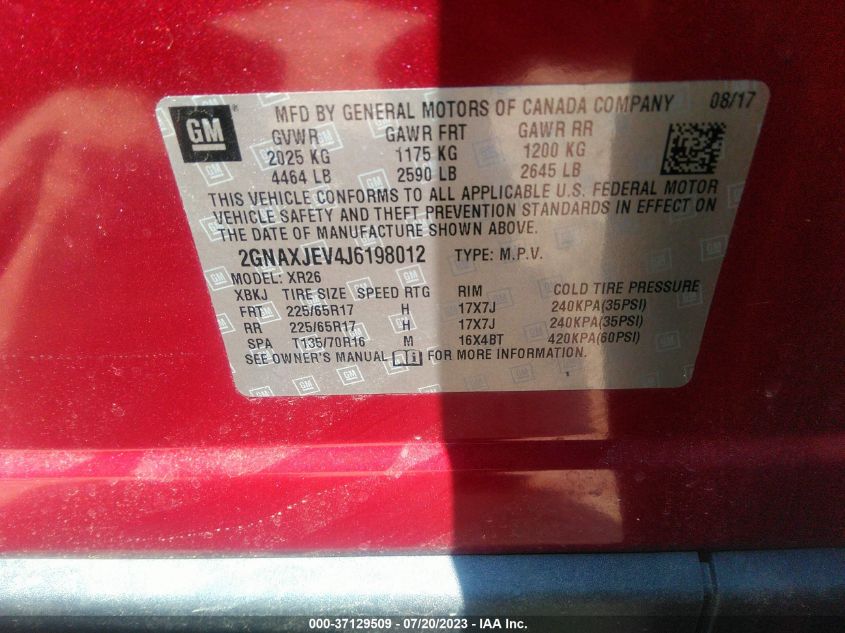 GM ® MFD BY GENERAL MOTORS OF CANADA COMPANY 08/17
GVWR GAWR FRT GAWR RR
2025 KG 1175 KG 1200 KG
4464 LB 2590 LB 2645 LB
THIS VEHICLE CONFORMS TO ALL APPLICABLE U.S. FEDERAL MOTOR
VEHICLE SAFETY AND THEFT PREVENTION STANDARDS IN EFFECT ON
THE DATE OF MANUFACTURE SHOWN ABOVE.
2GNAXJEV4J6198012 TYPE: M.P.V.
MODEL: XR26
XBKJ TIRE SIZE SPEED RTG RIM COLD TIRE PRESSURE
FRT 225/65R17 H 17X7J 240KPA(35PSI)
RR 225/65R17 H 17X7J 240KPA(35PSI)
SPA T135/70R16 M 16X4BT 420KPA(60PSI)
SEE OWNER'S MANUAL FOR MORE INFORMATION.
000-37129509 - 07/20/2023 - © IAA Inc.